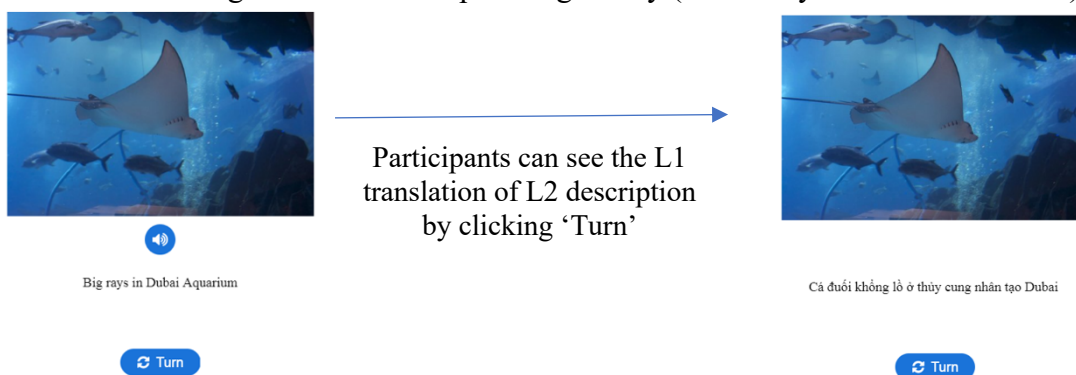 Participants can see the L1
translation of L2 description
by clicking ‘Turn’
Big rays in Dubai Aquarium
Turn
Cá đuối khổng lồ ở thủy cung nhân tạo Dubai
Turn